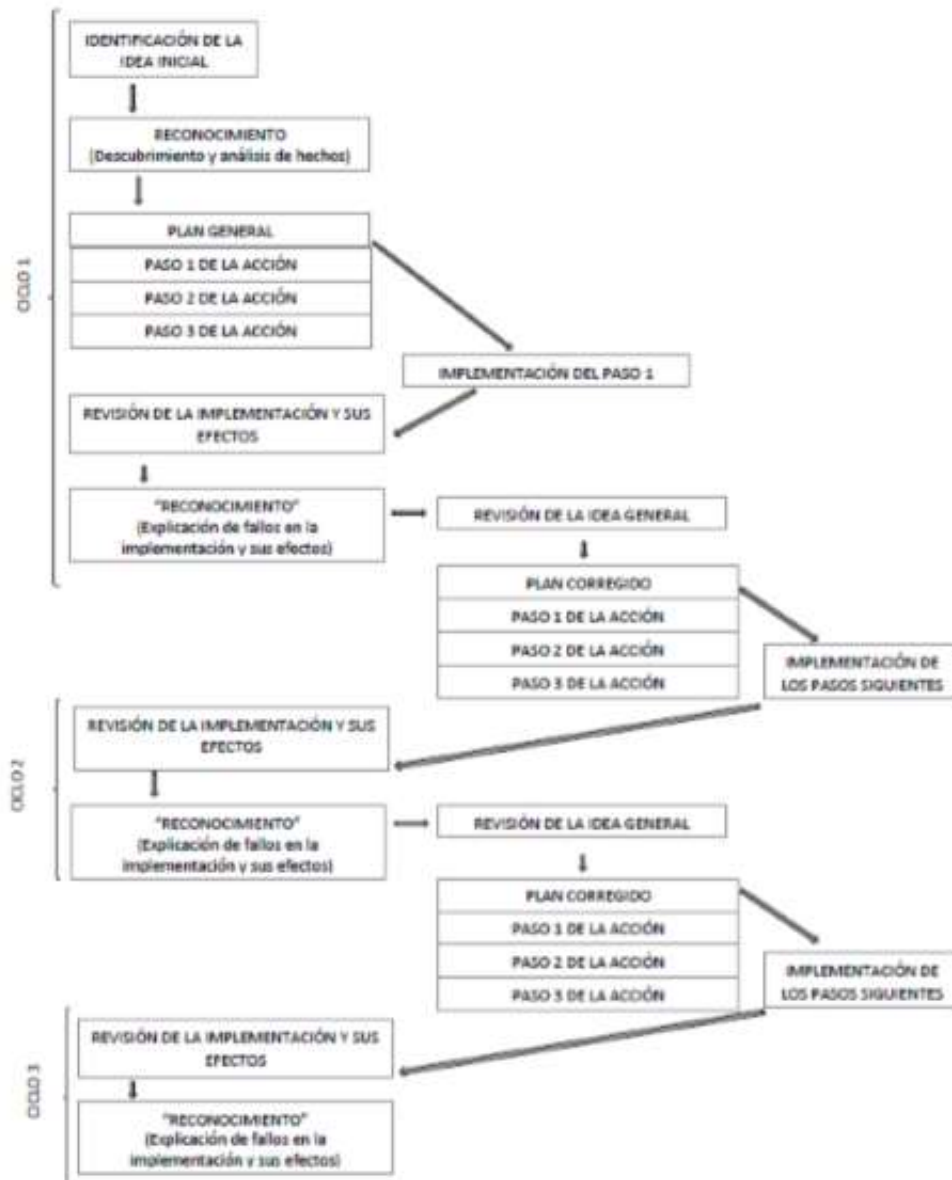 CICLO 1
IDENTIFICACIÓN DE LA
IDEA INICIAL
RECONOCIMIENTO
(Descubrimiento y análisis de hechos)
PLAN GENERAL
PASO 1 DE LA ACCIÓN
PASO 2 DE LA ACCIÓN
PASO 3 DE LA ACCIÓN
IMPLEMENTACIÓN DEL PASO 1
REVISIÓN DE LA IMPLEMENTACIÓN Y SUS
EFECTOS
"RECONOCIMIENTO"
(Explicación de fallos en la
implementación y sus efectos)
REVISIÓN DE LA IDEA GENERAL
PLAN CORREGIDO
PASO 1 DE LA ACCIÓN
PASO 2 DE LA ACCIÓN
PASO 3 DE LA ACCIÓN
IMPLEMENTACIÓN DE
LOS PASOS SIGUIENTES
CICLO 2
REVISIÓN DE LA IMPLEMENTACIÓN Y SUS
EFECTOS
"RECONOCIMIENTO"
(Explicación de fallos en la
implementación y sus efectos)
REVISIÓN DE LA IDEA GENERAL
PLAN CORREGIDO
PASO 1 DE LA ACCIÓN
PASO 2 DE LA ACCIÓN
PASO 3 DE LA ACCIÓN
IMPLEMENTACIÓN DE
LOS PASOS SIGUIENTES
CICLO 3
REVISIÓN DE LA IMPLEMENTACIÓN Y SUS
EFECTOS
"RECONOCIMIENTO"
(Explicación de fallos en la
implementación y sus efectos)